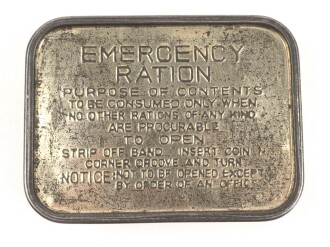 EMERGENCY
RATION
PURPOSE OF CONTENTS
TO BE CONSUMED ONLY WHEN
NO OTHER RATIONS OF ANY KIND
ARE PROCURABLE
TO OPEN
STRIP OFF BAND. INSERT COIN IN
CORNER GROOVE AND TURN
NOTICE: NOT TO BE OPENED EXCEPT
BY ORDER OF AN OFFICER